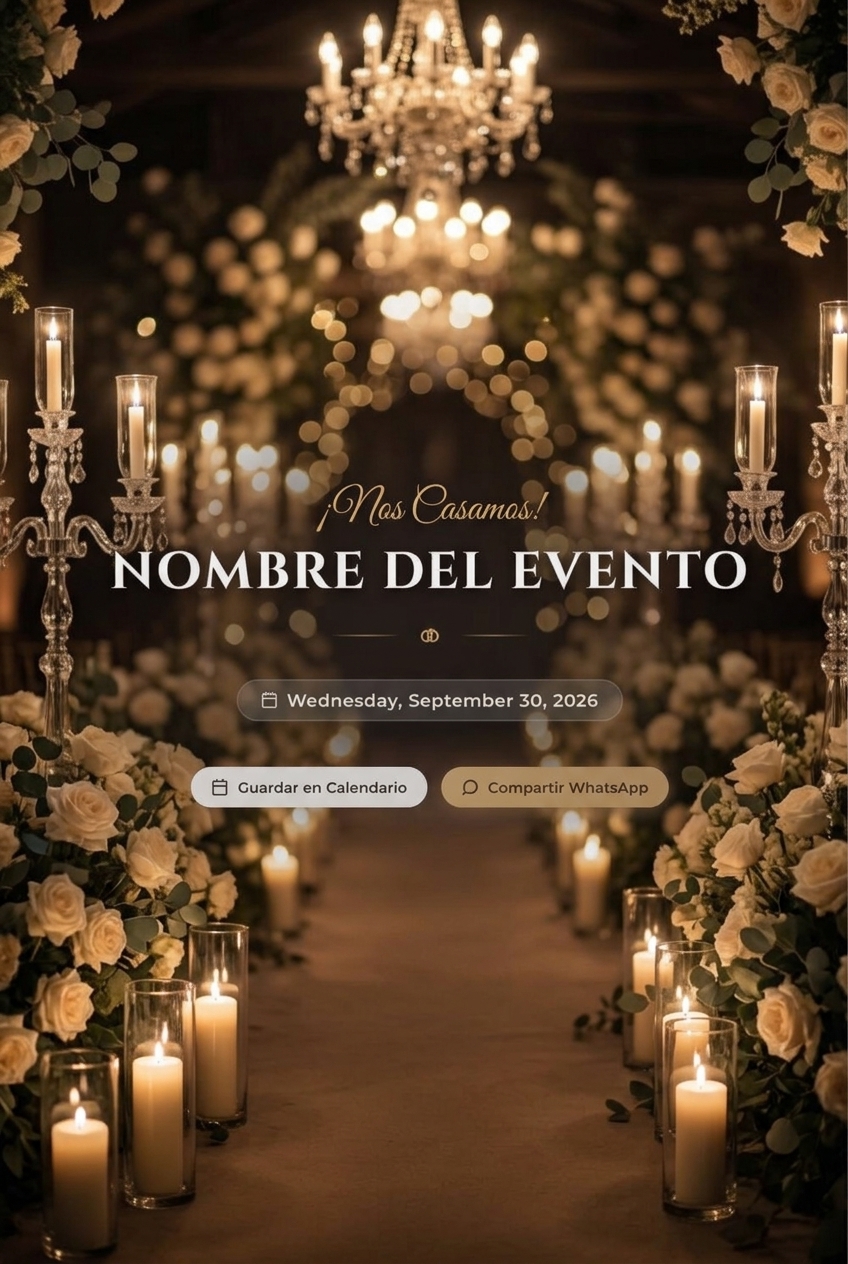 ¡Nos Casamos!
NOMBRE DEL EVENTO
Wednesday, September 30, 2026
Guardar en Calendario
Compartir WhatsApp